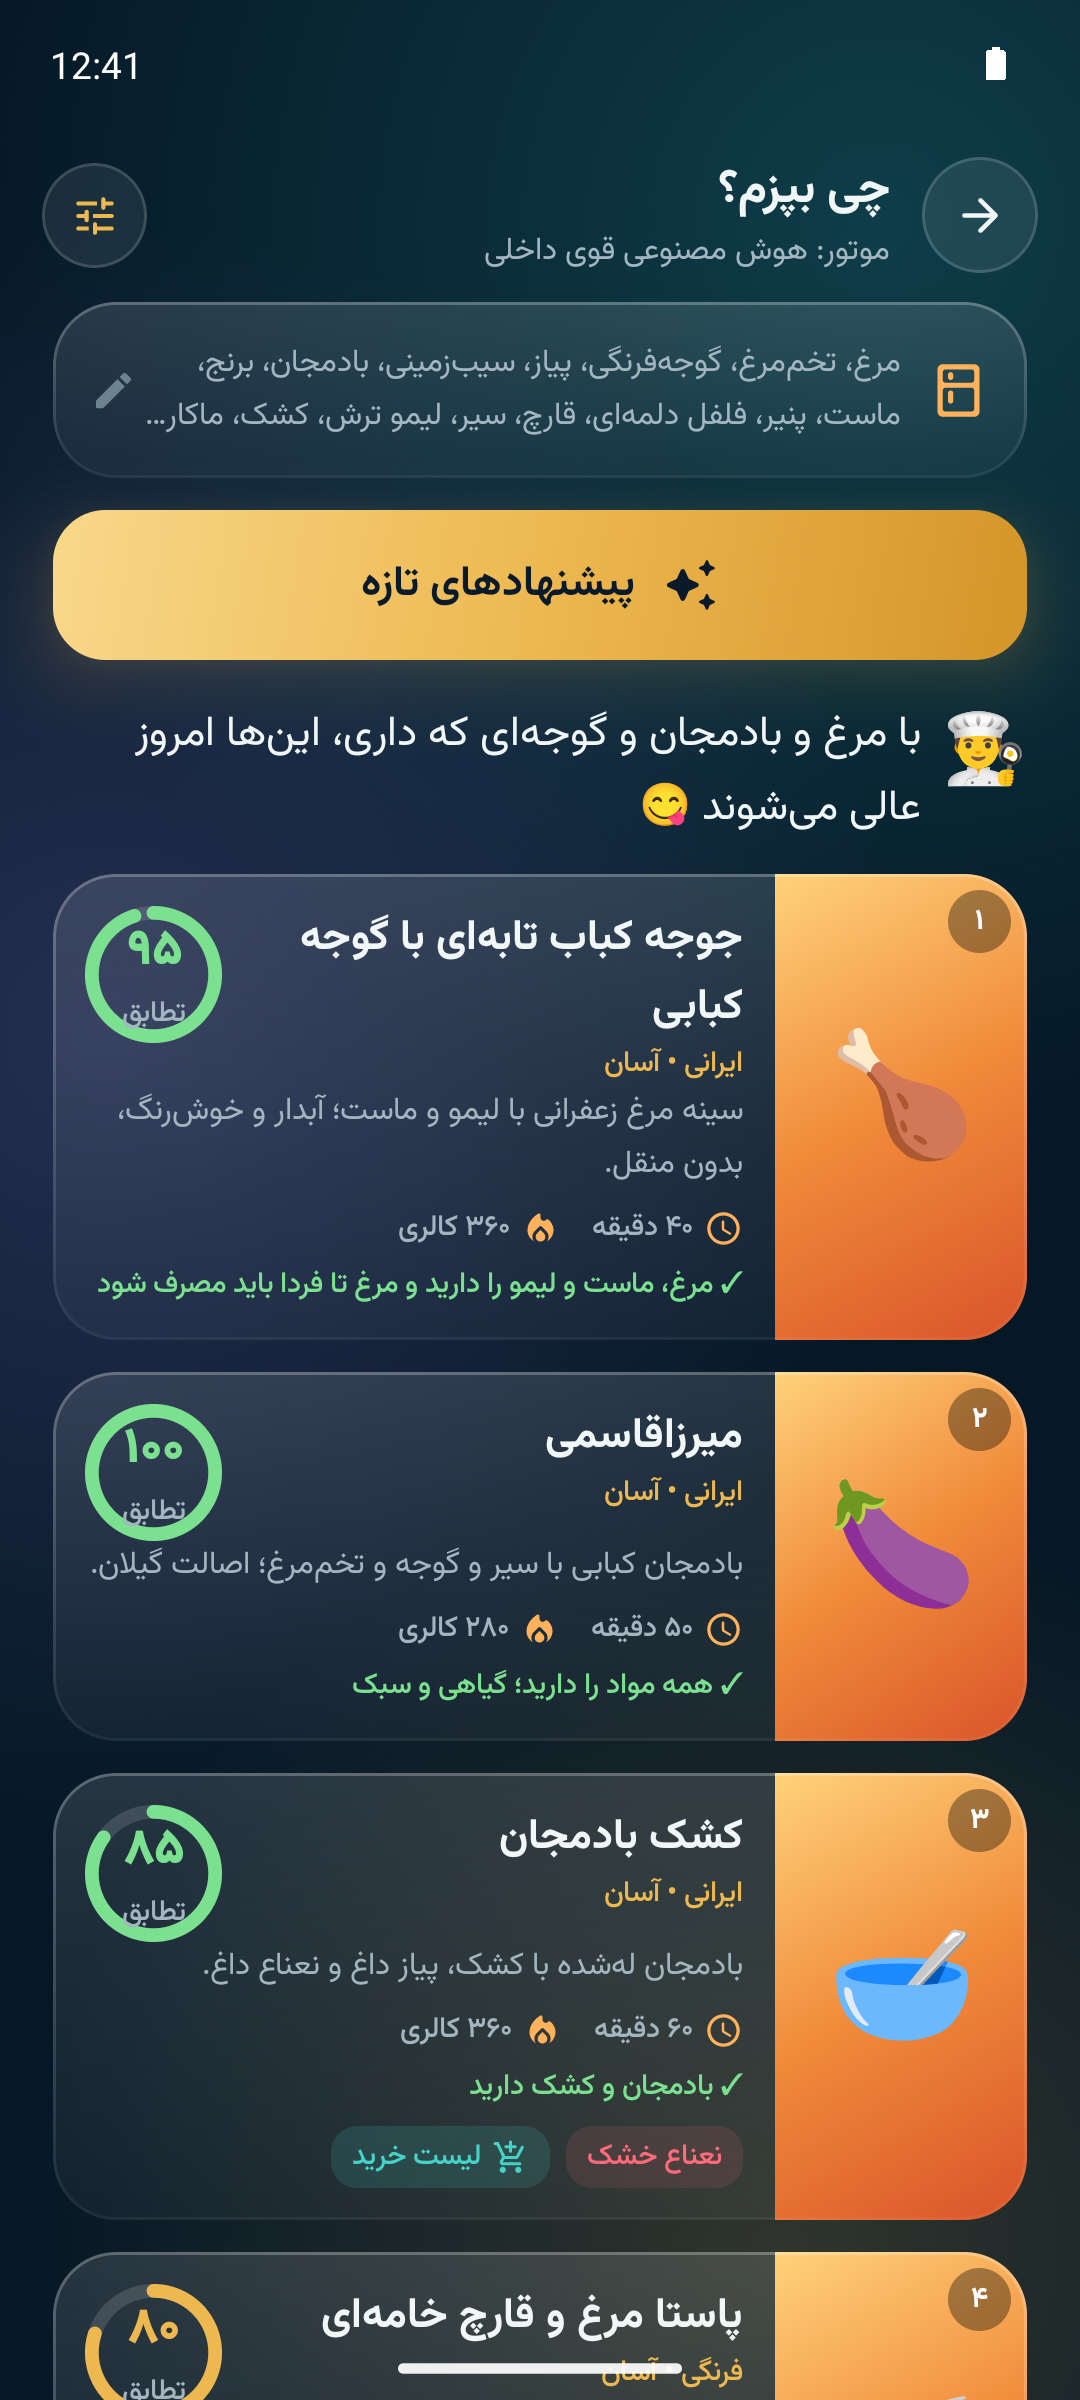 12:41
چی بپزم؟
موتور: هوش مصنوعی قوی داخلی
مرغ، تخم‌مرغ، گوجه‌فرنگی، پیاز، سیب‌زمینی، بادمجان، برنج،
ماست، پنیر، فلفل دلمه‌ای، قارچ، سیر، لیمو ترش، کشک، ماکار...
پیشنهادهای تازه
با مرغ و بادمجان و گوجه‌ای که داری، این‌ها امروز
عالی می‌شوند 😋
۱
جوجه کباب تابه‌ای با گوجه
کبابی
۹۵
تطابق
ایرانی • آسان
سینه مرغ زعفرانی با لیمو و ماست؛ آبدار و خوش‌رنگ،
بدون منقل.
۴۰ دقیقه
۳۶۰ کالری
✓ مرغ، ماست و لیمو را دارید و مرغ تا فردا باید مصرف شود
۲
میرزاقاسمی
۱۰۰
تطابق
ایرانی • آسان
بادمجان کبابی با سیر و گوجه و تخم‌مرغ؛ اصالت گیلان.
۵۰ دقیقه
۲۸۰ کالری
✓ همه مواد را دارید؛ گیاهی و سبک
۳
کشک بادمجان
۸۵
تطابق
ایرانی • آسان
بادمجان له‌شده با کشک، پیاز داغ و نعناع داغ.
۶۰ دقیقه
۳۶۰ کالری
✓ بادمجان و کشک دارید
نعناع خشک
لیست خرید
۴
پاستا مرغ و قارچ خامه‌ای
۸۰
تطابق
فرنگی • آسان